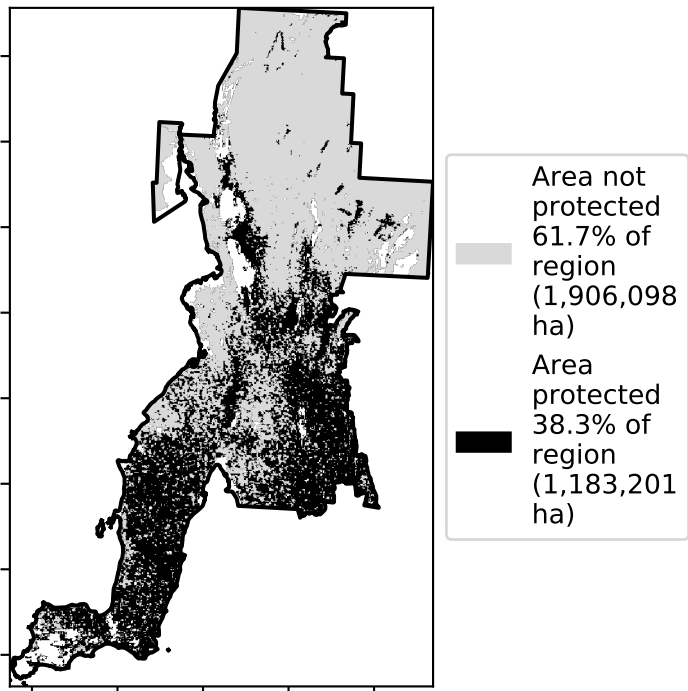 Area not
protected
61.7% of
region
(1,906,098
ha)
Area
protected
38.3% of
region
(1,183,201
ha)